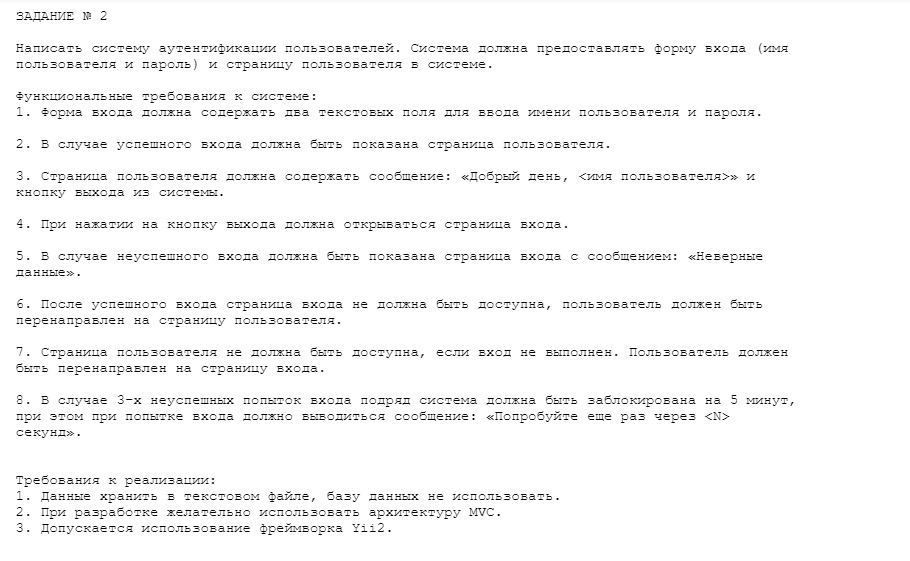 ЗАДАНИЕ № 2
Написать систему аутентификации пользователей. Система должна предоставлять форму входа (имя
пользователя и пароль) и страницу пользователя в системе.
Функциональные требования к системе:
1. Форма входа должна содержать два текстовых поля для ввода имени пользователя и пароля.
2. В случае успешного входа должна быть показана страница пользователя.
3. Страница пользователя должна содержать сообщение: «Добрый день, <имя пользователя>» и
кнопку выхода из системы.
4. При нажатии на кнопку выхода должна открываться страница входа.
5. В случае неуспешного входа должна быть показана страница входа с сообщением: «Неверные
данные».
6. После успешного входа страница входа не должна быть доступна, пользователь должен быть
перенаправлен на страницу пользователя.
7. Страница пользователя не должна быть доступна, если вход не выполнен. Пользователь должен
быть перенаправлен на страницу входа.
8. В случае 3-х неуспешных попыток входа подряд система должна быть заблокирована на 5 минут,
при этом при попытке входа должно выводиться сообщение: «Попробуйте еще раз через <N>
секунд».
Требования к реализации:
1. Данные хранить в текстовом файле, базу данных не использовать.
2. При разработке желательно использовать архитектуру MVC.
3. Допускается использование фреймворка Yii2.